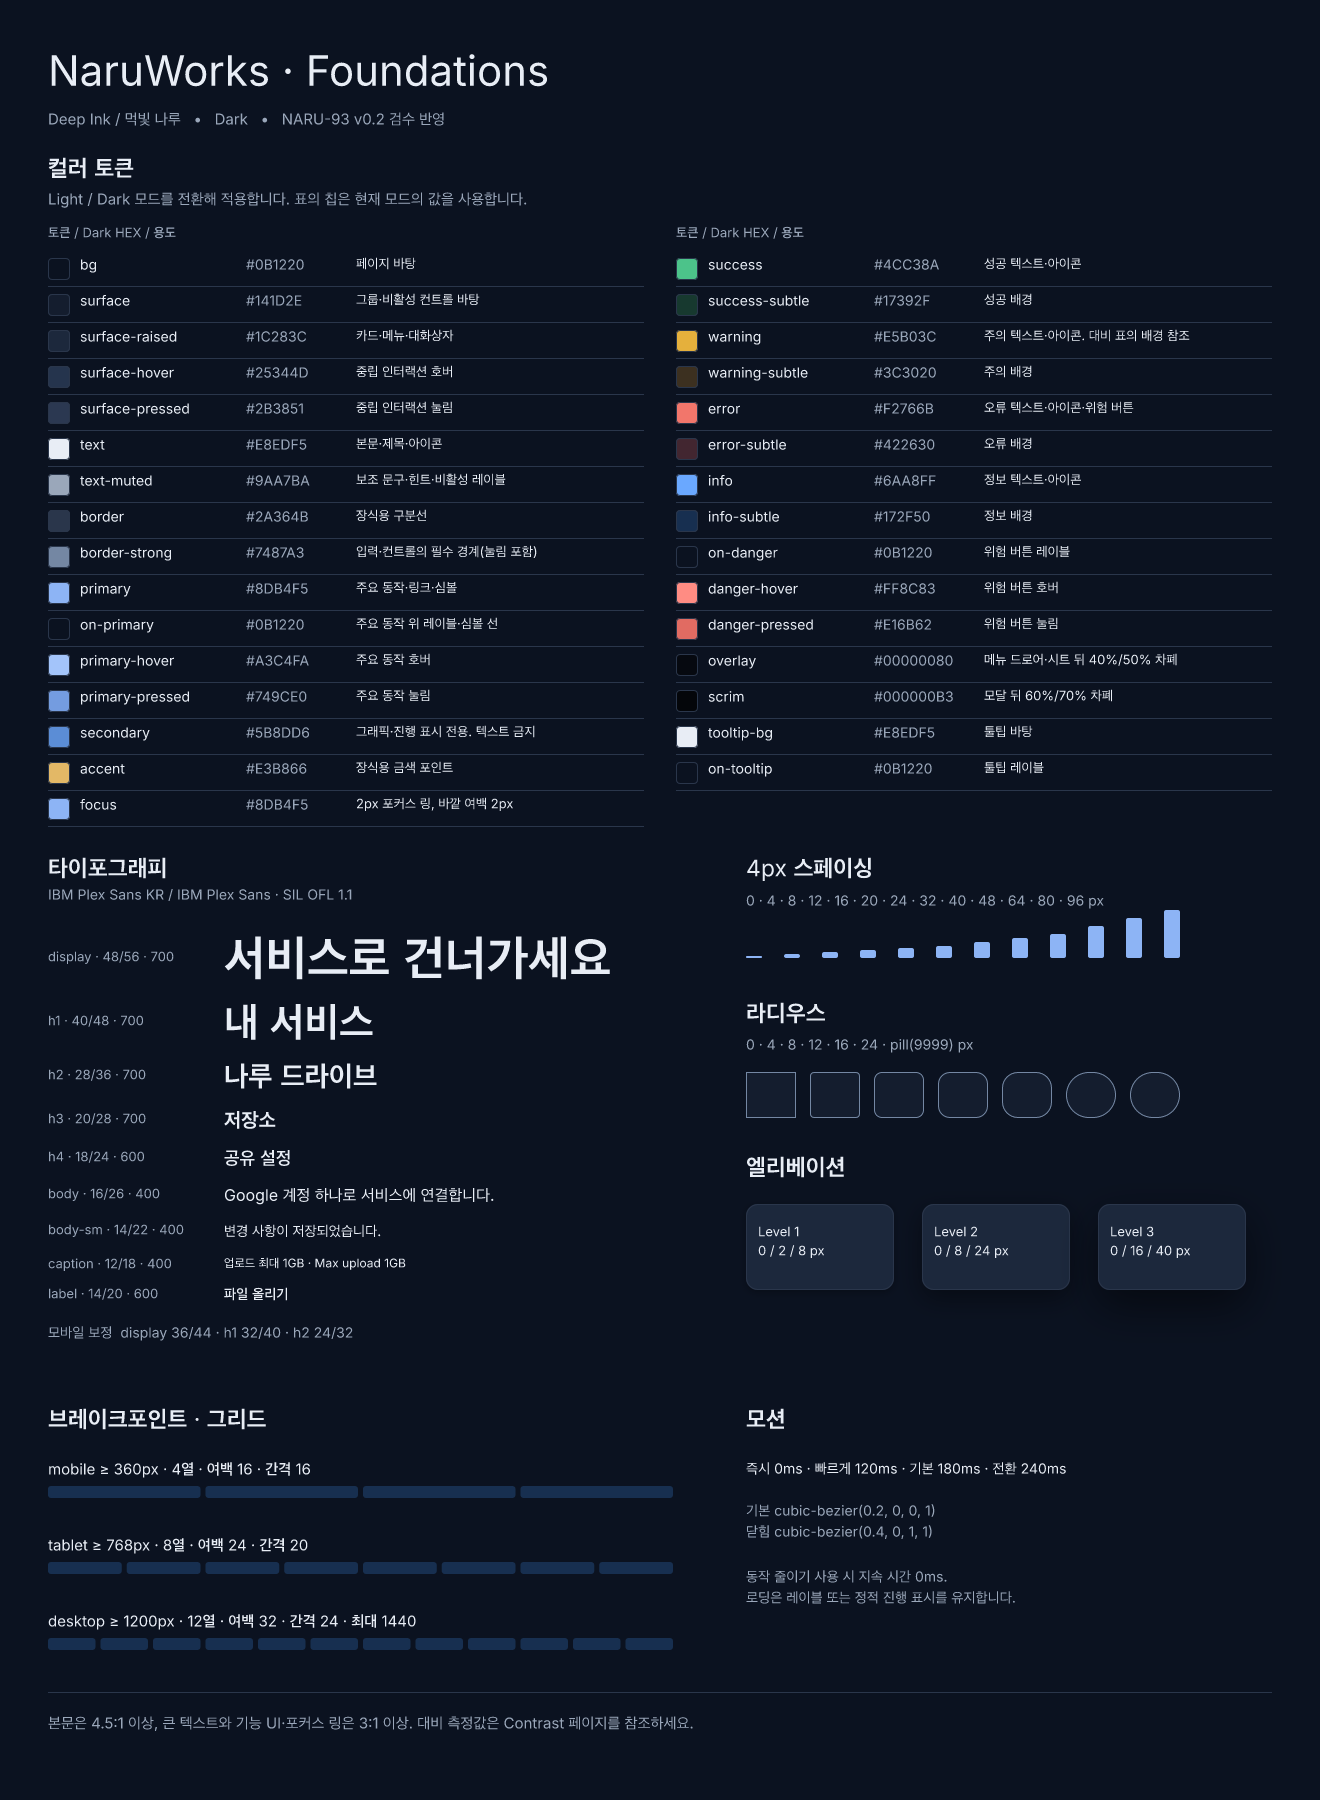 NaruWorks · Foundations
Deep Ink / 먹빛 나루 • Dark • NARU-93 v0.2 검수 반영
컬러 토큰
Light / Dark 모드를 전환해 적용합니다. 표의 칩은 현재 모드의 값을 사용합니다.
토큰 / Dark HEX / 용도
bg #0B1220 페이지 바탕
surface #141D2E 그룹·비활성 컨트롤 바탕
surface-raised #1C283C 카드·메뉴·대화상자
surface-hover #25344D 중립 인터랙션 호버
surface-pressed #2B3851 중립 인터랙션 눌림
text #E8EDF5 본문·제목·아이콘
text-muted #9AA7BA 보조 문구·힌트·비활성 레이블
border #2A364B 장식용 구분선
border-strong #7487A3 입력·컨트롤의 필수 경계(눌림 포함)
primary #8DB4F5 주요 동작·링크·심볼
on-primary #0B1220 주요 동작 위 레이블·심볼 선
primary-hover #A3C4FA 주요 동작 호버
primary-pressed #749CE0 주요 동작 눌림
secondary #5B8DD6 그래픽·진행 표시 전용. 텍스트 금지
accent #E3B866 장식용 금색 포인트
focus #8DB4F5 2px 포커스 링, 바깥 여백 2px
토큰 / Dark HEX / 용도
success #4CC38A 성공 텍스트·아이콘
success-subtle #17392F 성공 배경
warning #E5B03C 주의 텍스트·아이콘. 대비 표의 배경 참조
warning-subtle #3C3020 주의 배경
error #F2766B 오류 텍스트·아이콘·위험 버튼
error-subtle #422630 오류 배경
info #6AA8FF 정보 텍스트·아이콘
info-subtle #172F50 정보 배경
on-danger #0B1220 위험 버튼 레이블
danger-hover #FF8C83 위험 버튼 호버
danger-pressed #E16B62 위험 버튼 눌림
overlay #00000080 메뉴 드로어·시트 뒤 40%/50% 차폐
scrim #000000B3 모달 뒤 60%/70% 차폐
tooltip-bg #E8EDF5 툴팁 바탕
on-tooltip #0B1220 툴팁 레이블
타이포그래피
IBM Plex Sans KR / IBM Plex Sans · SIL OFL 1.1
display · 48/56 · 700 서비스로 건너가세요
h1 · 40/48 · 700 내 서비스
h2 · 28/36 · 700 나루 드라이브
h3 · 20/28 · 700 저장소
h4 · 18/24 · 600 공유 설정
body · 16/26 · 400 Google 계정 하나로 서비스에 연결합니다.
body-sm · 14/22 · 400 변경 사항이 저장되었습니다.
caption · 12/18 · 400 업로드 최대 1GB · Max upload 1GB
label · 14/20 · 600 파일 올리기
모바일 보정 display 36/44 · h1 32/40 · h2 24/32
4px 스페이싱
0 · 4 · 8 · 12 · 16 · 20 · 24 · 32 · 40 · 48 · 64 · 80 · 96 px
라디우스
0 · 4 · 8 · 12 · 16 · 24 · pill(9999) px
엘리베이션
Level 1
0 / 2 / 8 px
Level 2
0 / 8 / 24 px
Level 3
0 / 16 / 40 px
브레이크포인트 · 그리드
mobile ≥ 360px · 4열 · 여백 16 · 간격 16
tablet ≥ 768px · 8열 · 여백 24 · 간격 20
desktop ≥ 1200px · 12열 · 여백 32 · 간격 24 · 최대 1440
모션
즉시 0ms · 빠르게 120ms · 기본 180ms · 전환 240ms
기본 cubic-bezier(0.2, 0, 0, 1)
닫힘 cubic-bezier(0.4, 0, 1, 1)
동작 줄이기 사용 시 지속 시간 0ms.
로딩은 레이블 또는 정적 진행 표시를 유지합니다.
본문은 4.5:1 이상, 큰 텍스트와 기능 UI·포커스 링은 3:1 이상. 대비 측정값은 Contrast 페이지를 참조하세요.